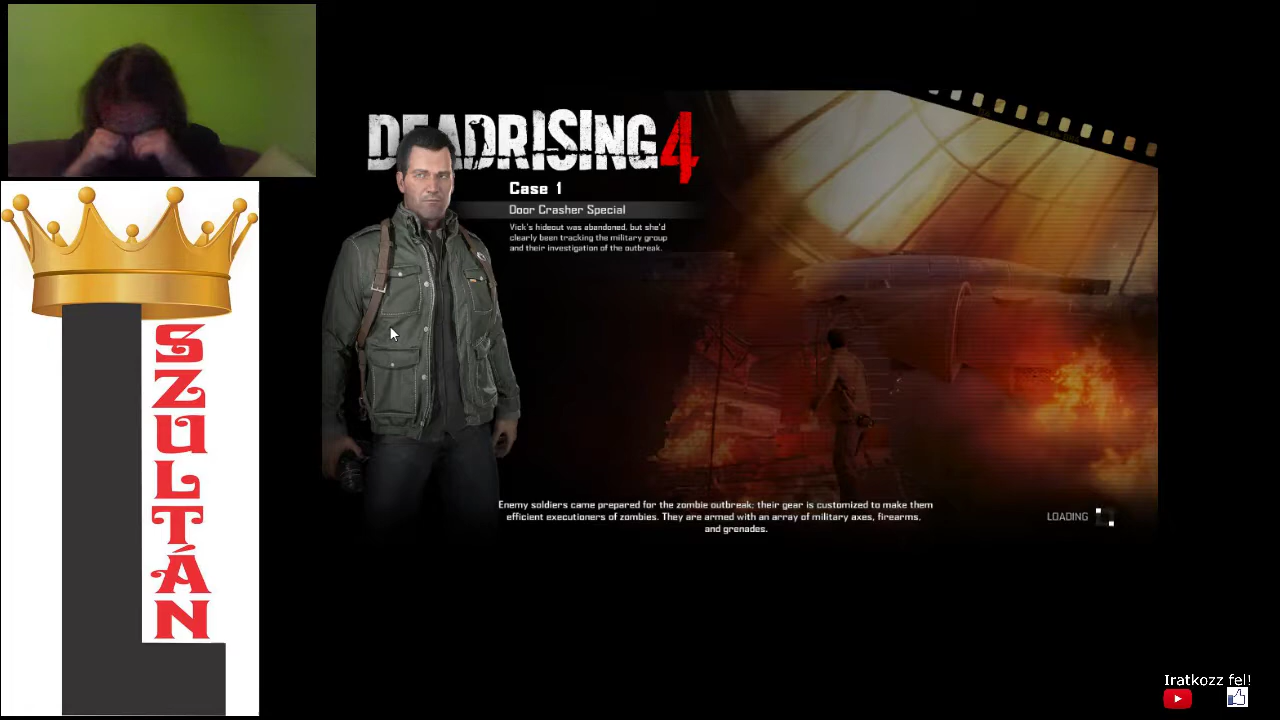 DEADRISING 4
Case 1
Door Crasher Special
Vick's hideout was abandoned, but she'd
clearly been tracking the military group
and their investigation of the outbreak.
Enemy soldiers came prepared for the zombie outbreak; their gear is customized to make them
efficient executioners of zombies. They are armed with an array of military axes, firearms,
and grenades.
LOADING
L
SZULTÁN
Iratkozz fel!